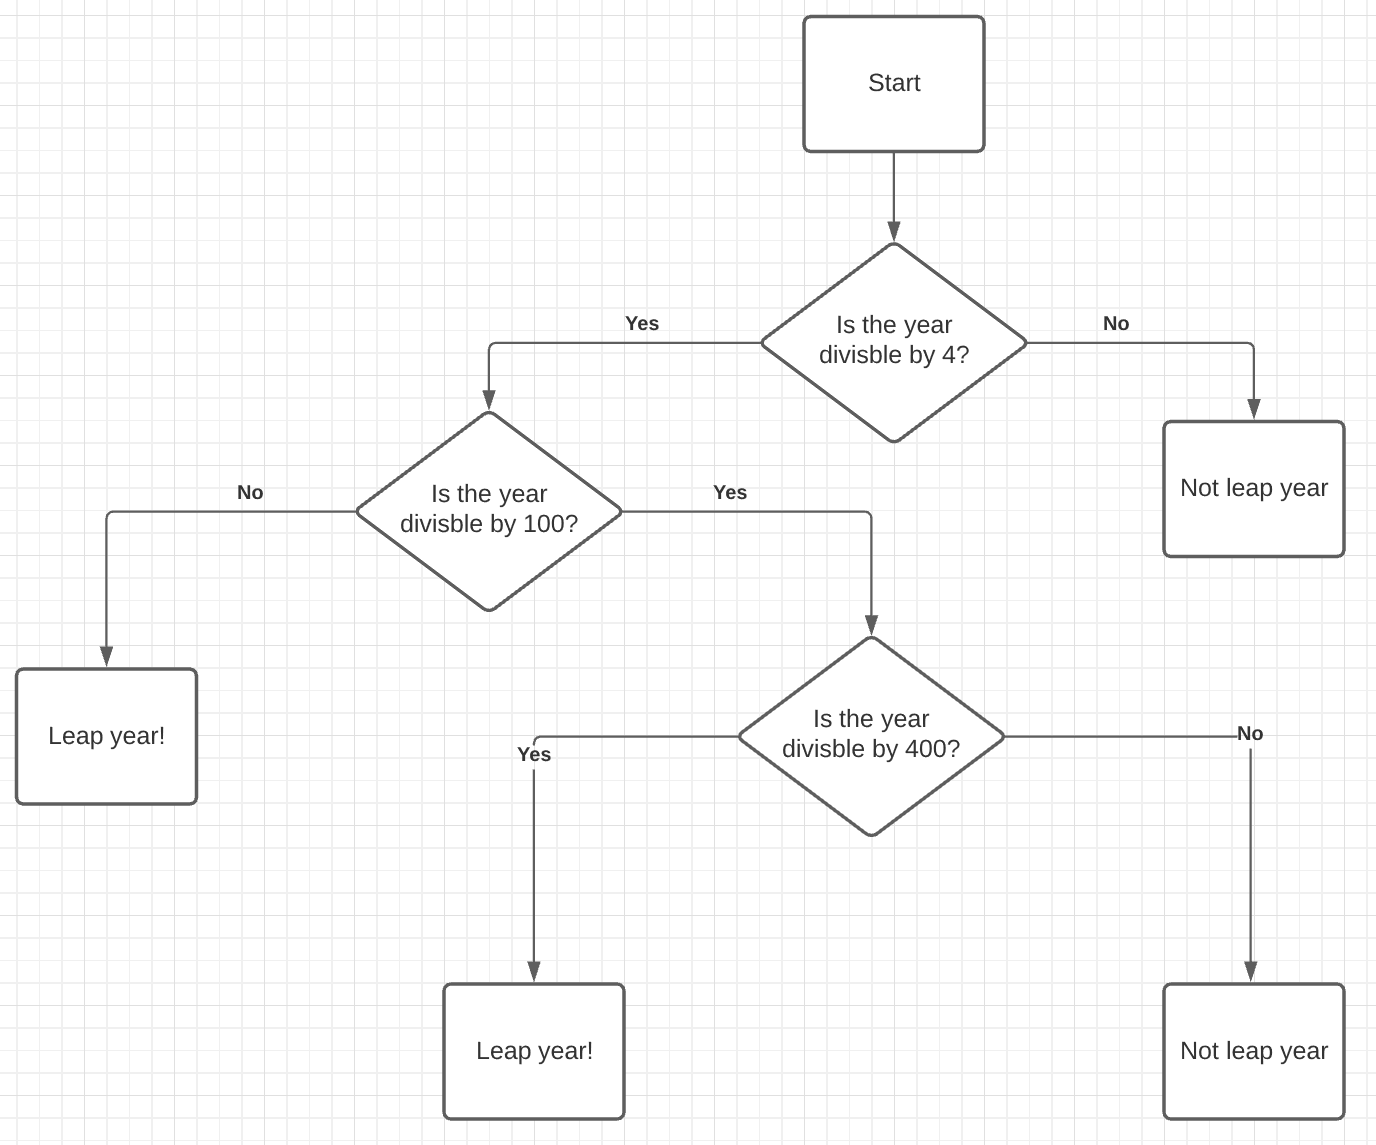 Start
Is the year
divisble by 4?
Yes
No
Not leap year
Is the year
divisble by 100?
No
Yes
Leap year!
Is the year
divisble by 400?
Yes
No
Leap year!
Not leap year